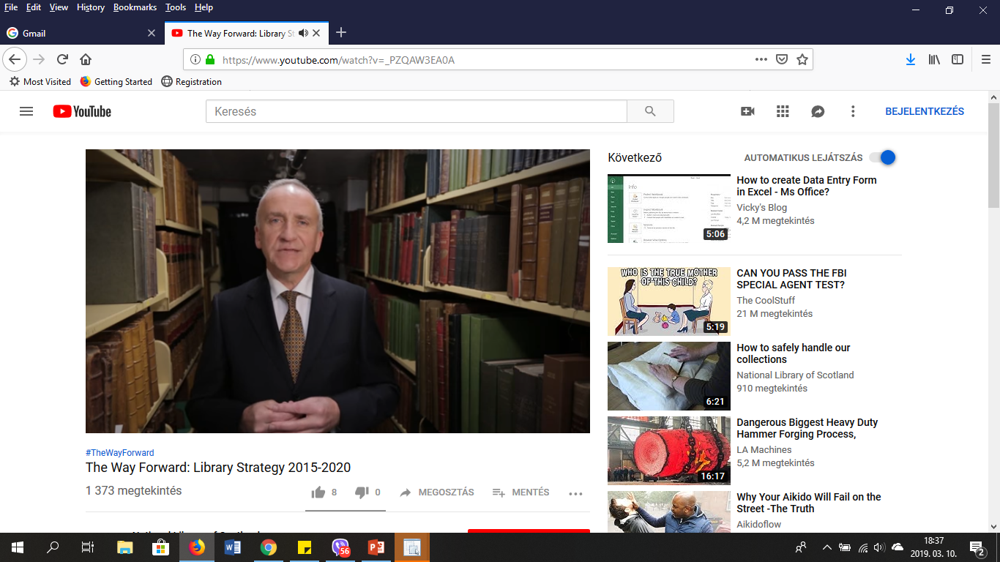 File Edit View History Bookmarks Tools Help
Gmail
The Way Forward: Library St
https://www.youtube.com/watch?v=_PZQAW3EA0A
Most Visited Getting Started Registration
YouTube
Keresés
BEJELENTKEZÉS
Következő
AUTOMATIKUS LEJÁTSZÁS
Info
5:06
How to create Data Entry Form
in Excel - Ms Office?
Vicky's Blog
4,2 M megtekintés
WHO IS THE TRUE MOTHER
OF THIS CHILD?
5:19
CAN YOU PASS THE FBI
SPECIAL AGENT TEST?
The CoolStuff
21 M megtekintés
6:21
How to safely handle our
collections
National Library of Scotland
910 megtekintés
16:17
Dangerous Biggest Heavy Duty
Hammer Forging Process,
LA Machines
5,2 M megtekintés
Why Your Aikido Will Fail on the
Street -The Truth
Aikidoflow
#TheWayForward
The Way Forward: Library Strategy 2015-2020
1 373 megtekintés
8 0 MEGOSZTÁS MENTÉS
56
18:37
2019. 03. 10.
2